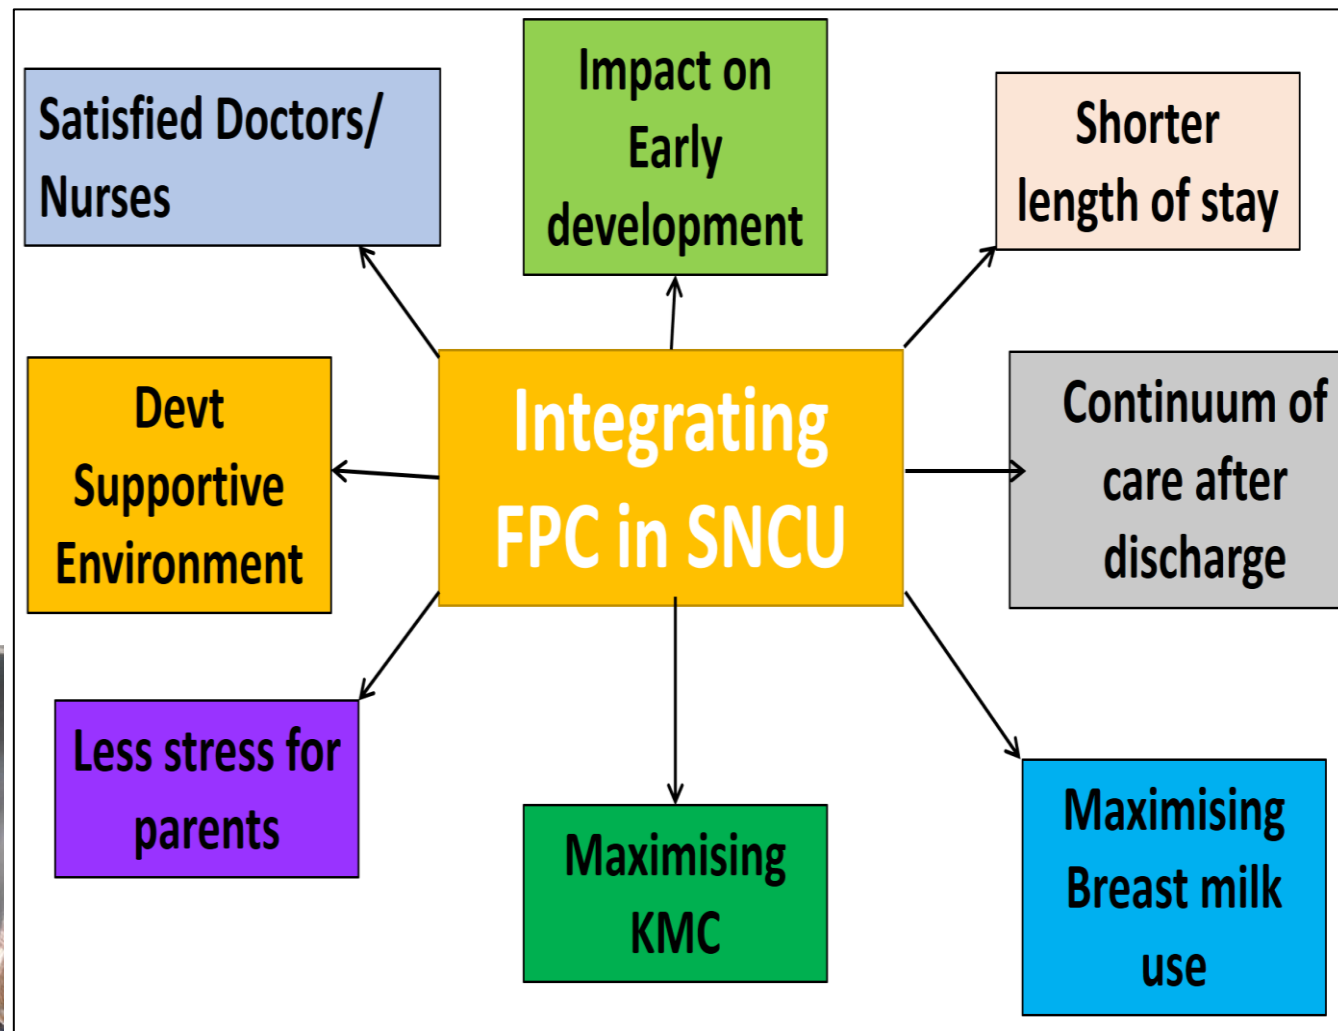 Satisfied Doctors/
Nurses
Impact on
Early
development
Shorter
length of stay
Devt
Supportive
Environment
Integrating
FPC in SNCU
Continuum of
care after
discharge
Less stress for
parents
Maximising
KMC
Maximising
Breast milk
use